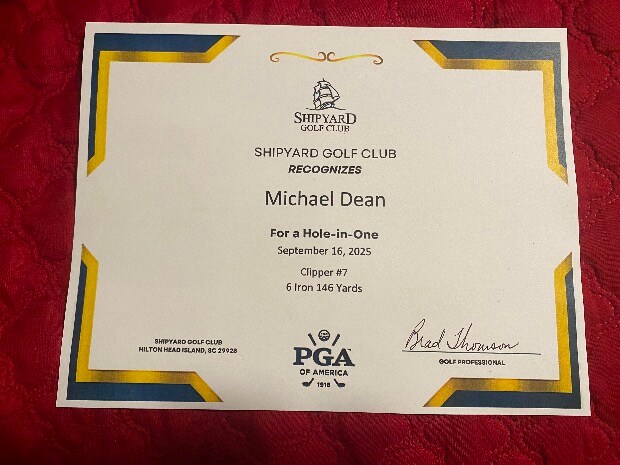 SHIPYARD
GOLF CLUB
SHIPYARD GOLF CLUB
RECOGNIZES
Michael Dean
For a Hole-in-One
September 16, 2025
Clipper #7
6 Iron 146 Yards
SHIPYARD GOLF CLUB
HILTON HEAD ISLAND, SC 29928
PGA
OF AMERICA
1916
Brad Thomson
GOLF PROFESSIONAL